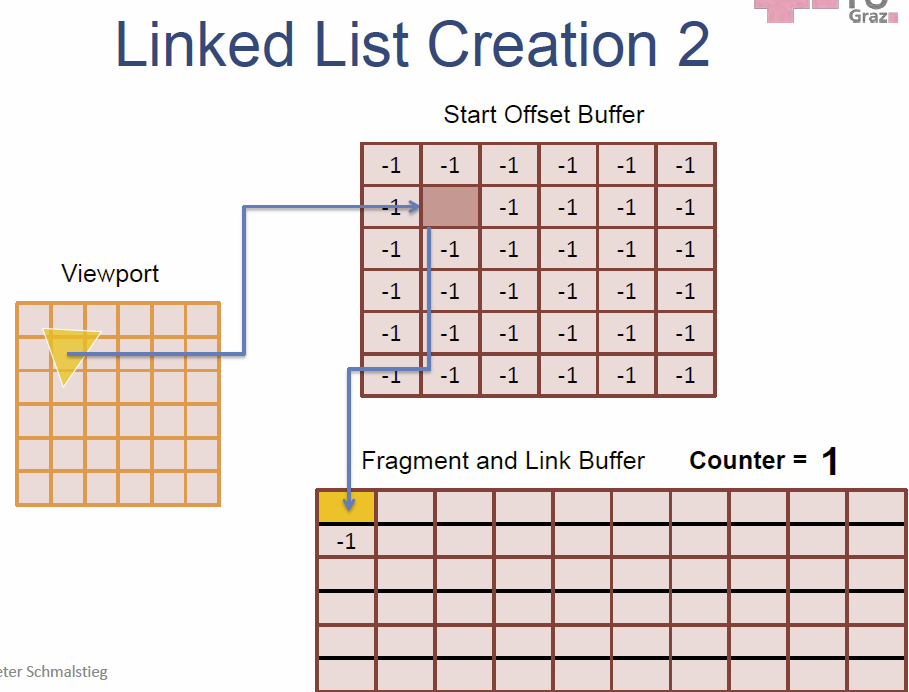 Graz
Linked List Creation 2
Start Offset Buffer
-1 -1 -1 -1 -1 -1
-1 -1 -1 -1 -1
-1 -1 -1 -1 -1 -1
-1 -1 -1 -1 -1 -1
-1 -1 -1 -1 -1 -1
-1 -1 -1 -1 -1 -1
Viewport
Fragment and Link Buffer Counter = 1
-1
eter Schmalstieg